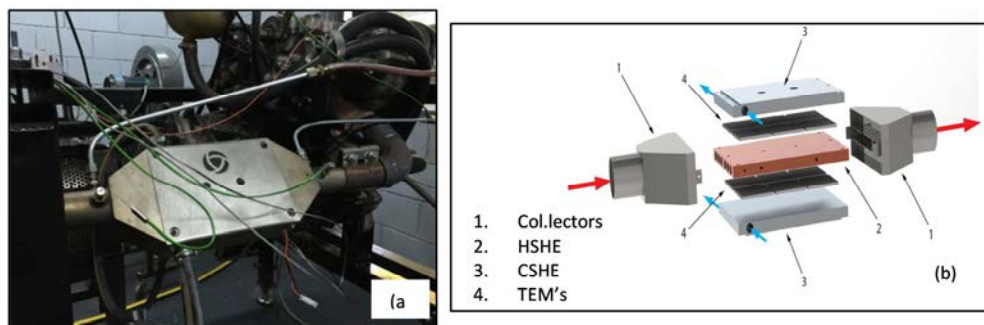 (a
3
4
1
1. Col.lectors
2. HSHE
3. CSHE
4. TEM's
4
2
1
3
(b)